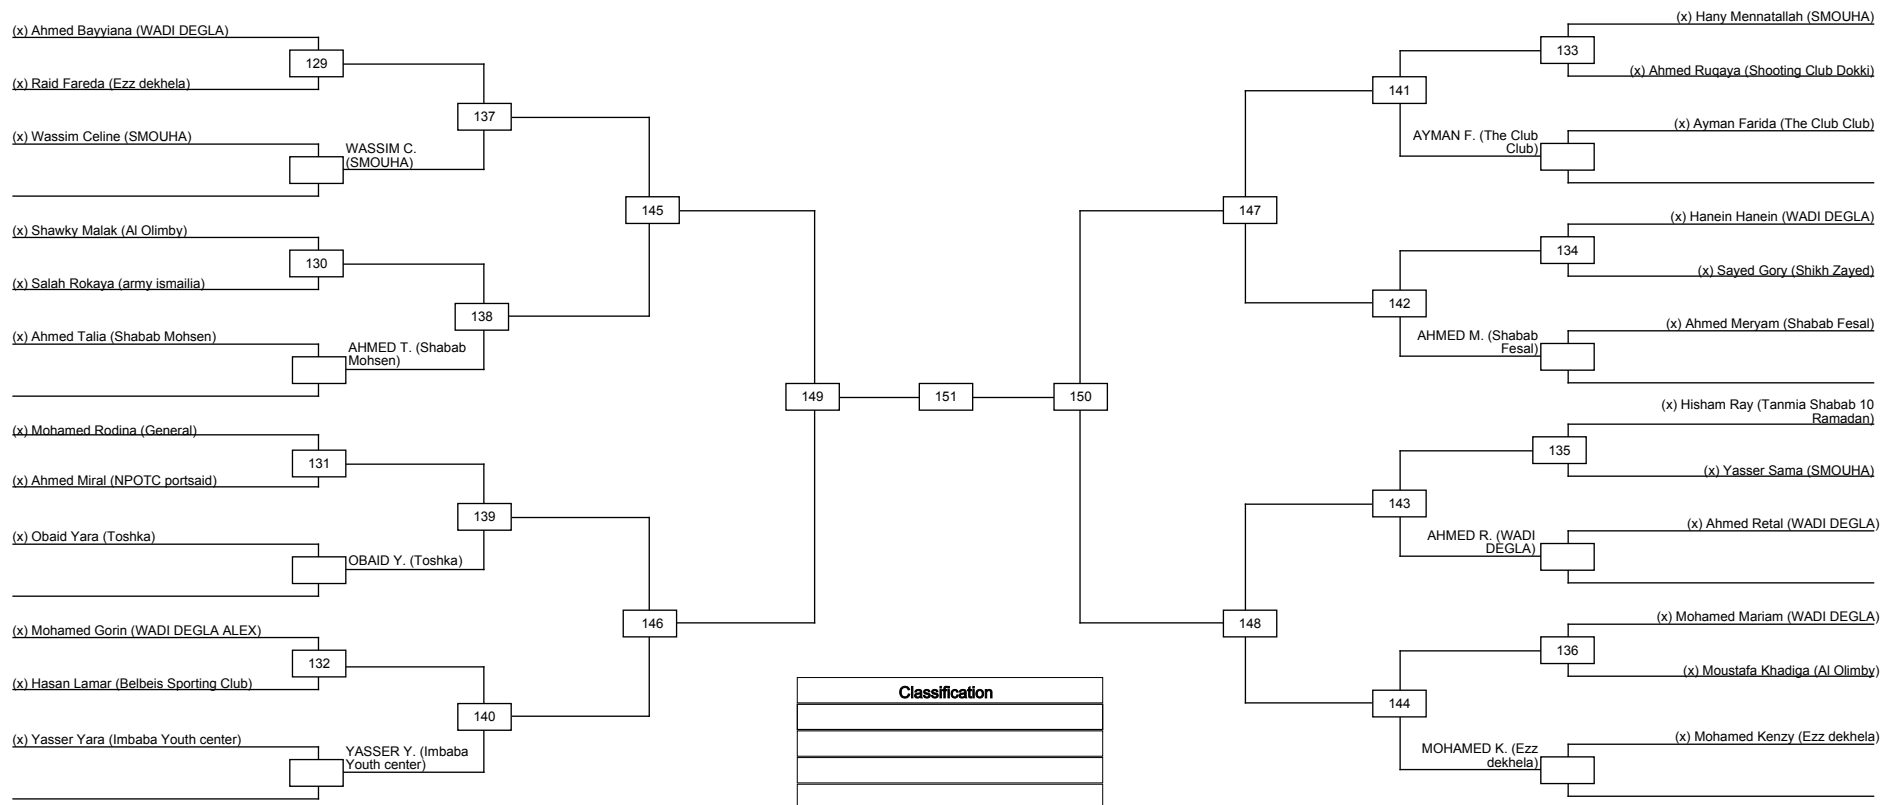 (x) Ahmed Bayyiana (WADI DEGLA)
129
(x) Raid Fareda (Ezz dekhela)
137
(x) Wassim Celine (SMOUHA)
WASSIM C.
(SMOUHA)
145
(x) Shawky Malak (Al Olimby)
130
(x) Salah Rokaya (army ismailia)
138
(x) Ahmed Talia (Shabab Mohsen)
AHMED T. (Shabab
Mohsen)
149
(x) Mohamed Rodina (General)
131
(x) Ahmed Miral (NPOTC portsaid)
139
(x) Obaid Yara (Toshka)
OBAID Y. (Toshka)
146
(x) Mohamed Gorin (WADI DEGLA ALEX)
132
(x) Hasan Lamar (Belbeis Sporting Club)
140
(x) Yasser Yara (Imbaba Youth center)
YASSER Y. (Imbaba
Youth center)
151
150
(x) Hany Mennatallah (SMOUHA)
133
(x) Ahmed Ruqaya (Shooting Club Dokki)
141
(x) Ayman Farida (The Club Club)
AYMAN F. (The Club
Club)
147
(x) Hanein Hanein (WADI DEGLA)
134
(x) Sayed Gory (Shikh Zayed)
142
(x) Ahmed Meryam (Shabab Fesal)
AHMED M. (Shabab
Fesal)
(x) Hisham Ray (Tanmia Shabab 10
Ramadan)
135
(x) Yasser Sama (SMOUHA)
143
(x) Ahmed Retal (WADI DEGLA)
AHMED R. (WADI
DEGLA)
148
(x) Mohamed Mariam (WADI DEGLA)
136
(x) Moustafa Khadiga (Al Olimby)
144
(x) Mohamed Kenzy (Ezz dekhela)
MOHAMED K. (Ezz
dekhela)
Classification